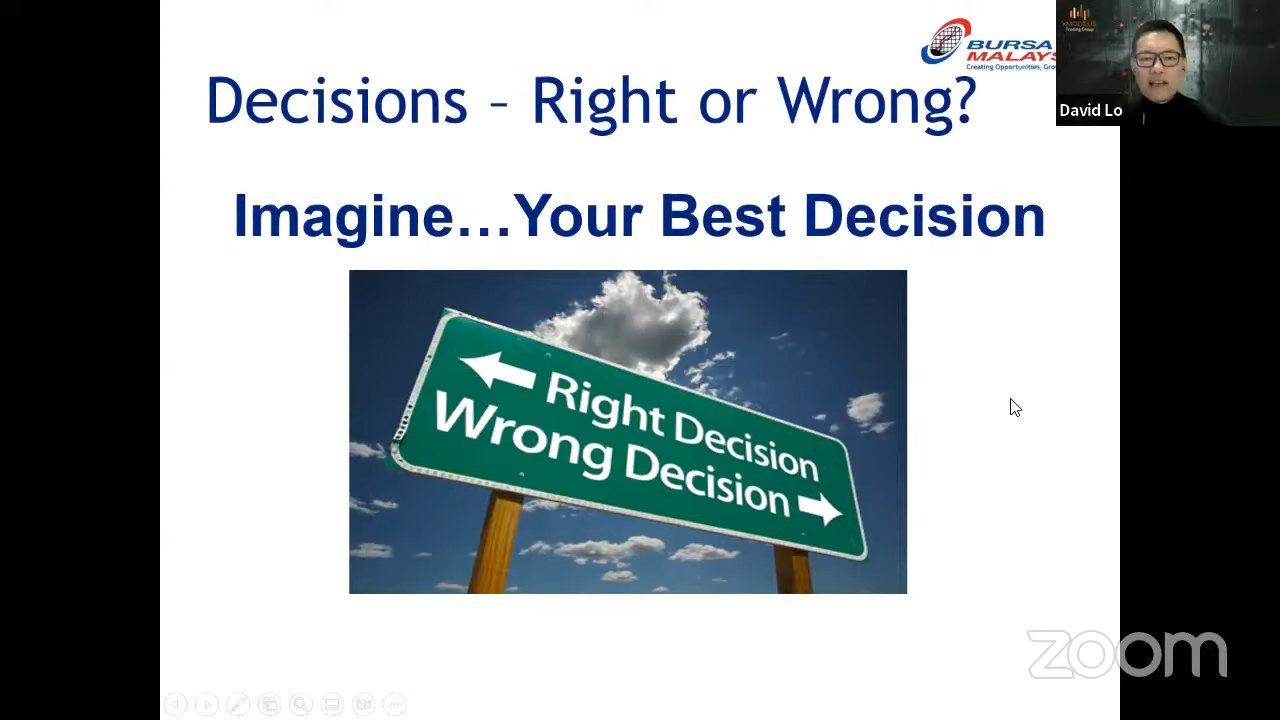 BURSA
MALAYS
Creating Opportunities, Gro
Decisions – Right or Wrong?
Imagine…Your Best Decision
Right Decision
Wrong Decision
David Lo
zoom